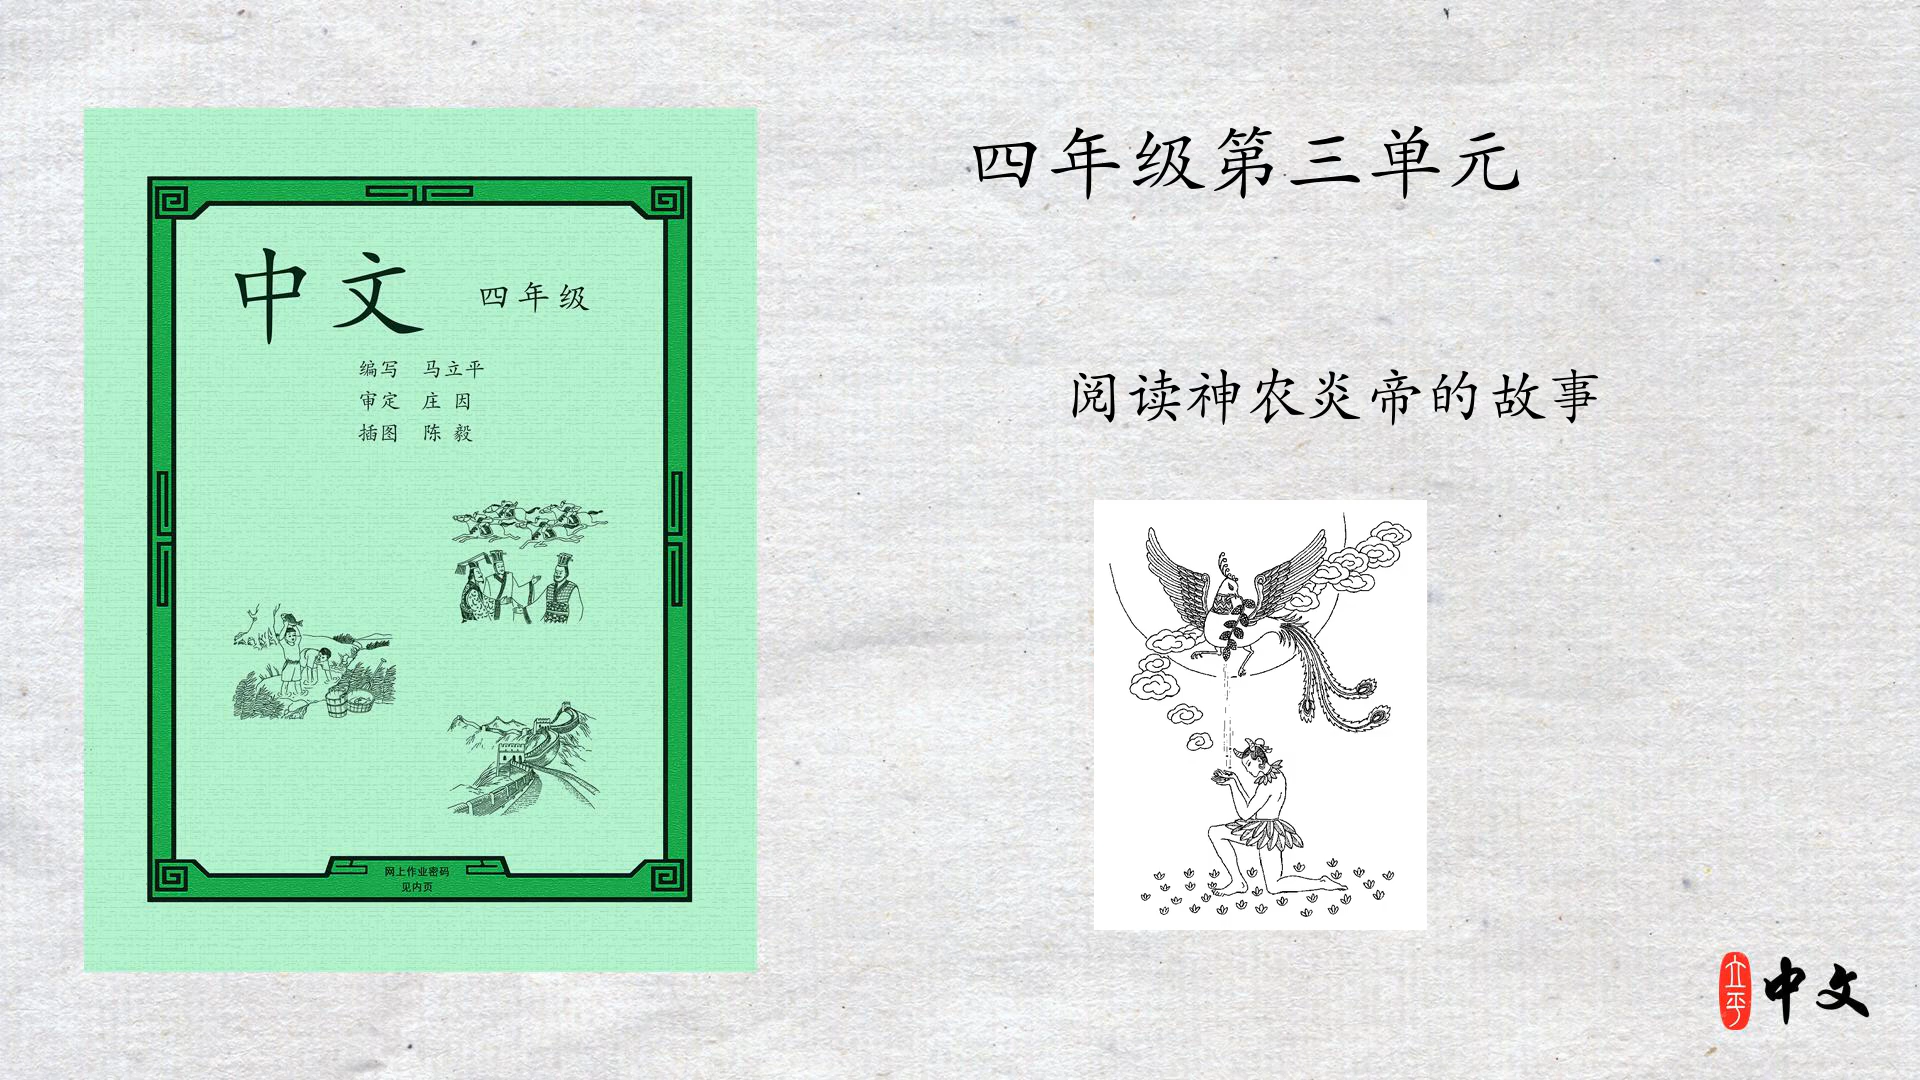 中文 四年级
编写 马立平
审定 庄因
插图 陈毅
网上作业密码
见内页
四年级第三单元
阅读神农炎帝的故事
立平
中文